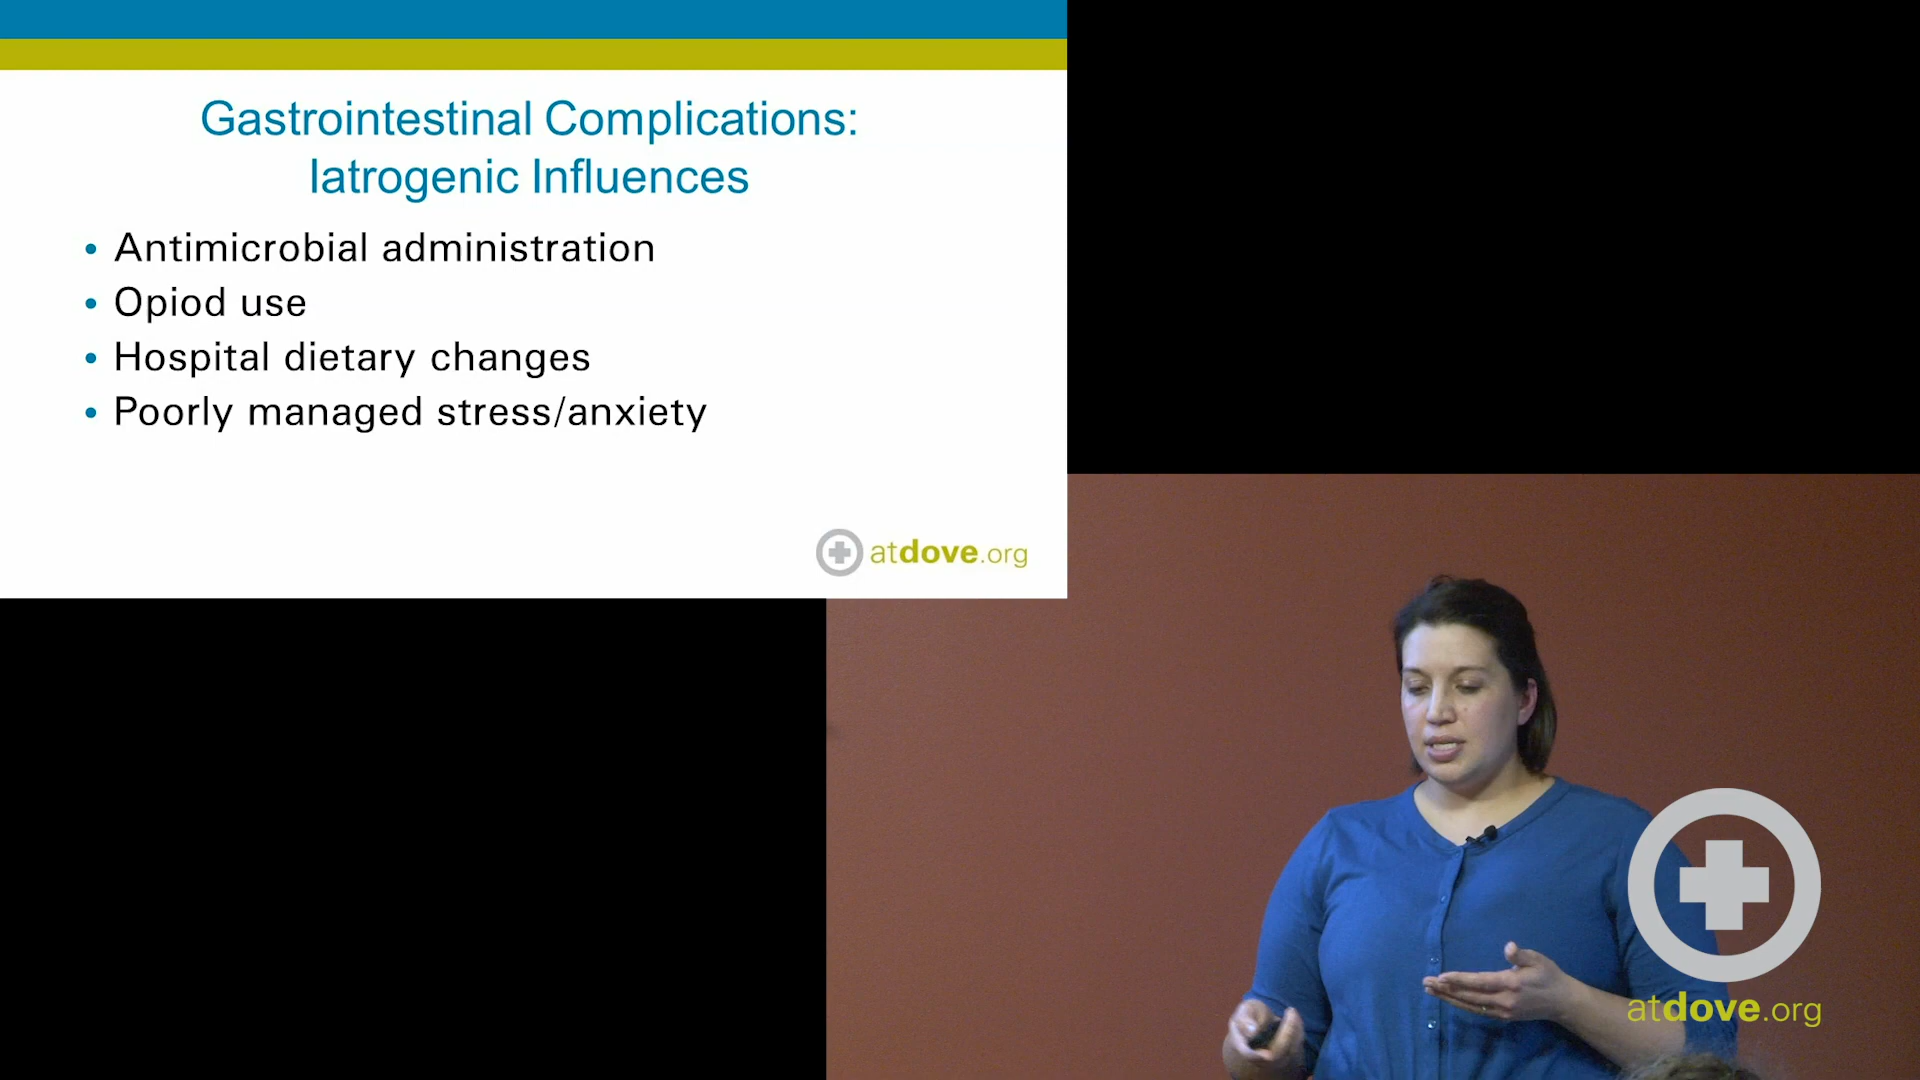 Gastrointestinal Complications:
Iatrogenic Influences
• Antimicrobial administration
• Opiod use
• Hospital dietary changes
• Poorly managed stress/anxiety
atdove.org
atdove.org